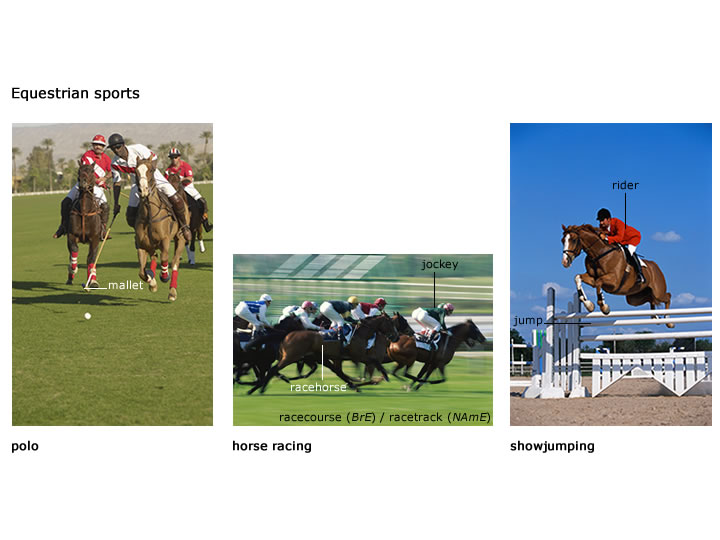 Equestrian sports
mallet
polo
jockey
racehorse
racecourse (BrE) / racetrack (NAmE)
horse racing
rider
jump
showjumping